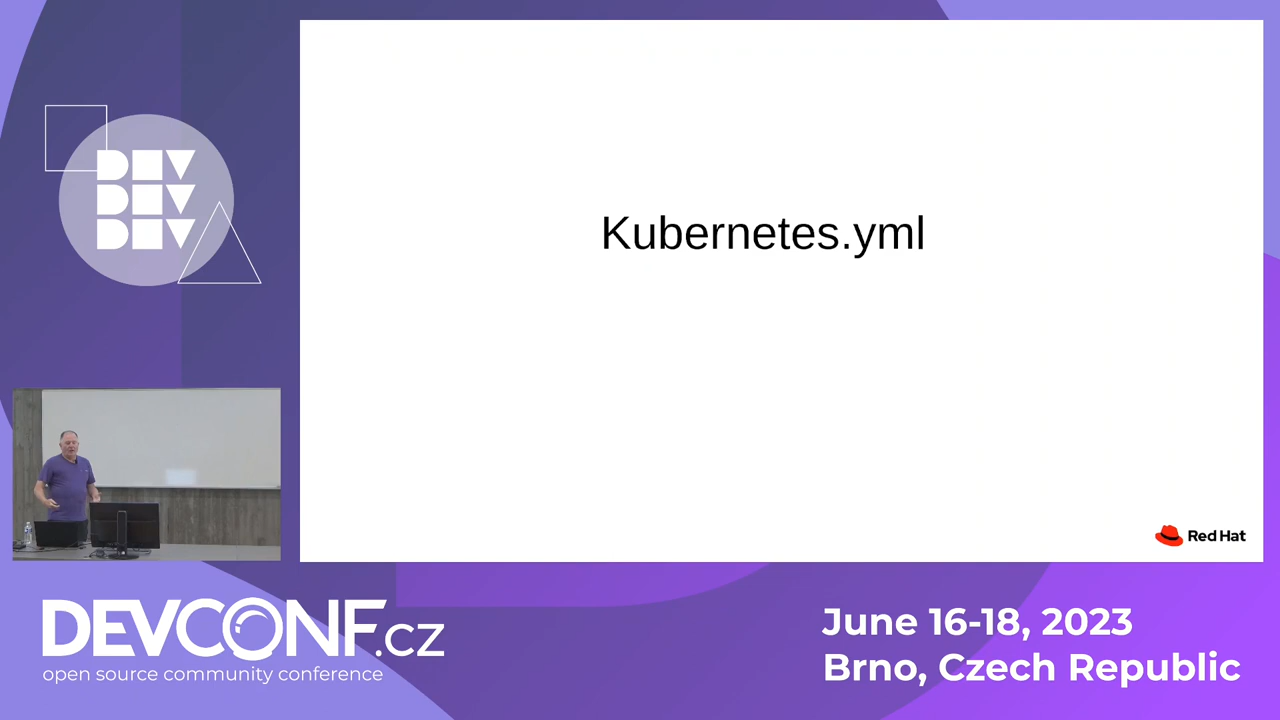 DEV
DEV
DEV
Kubernetes.yml
Red Hat
DEVCONF.cz
open source community conference
June 16-18, 2023
Brno, Czech Republic